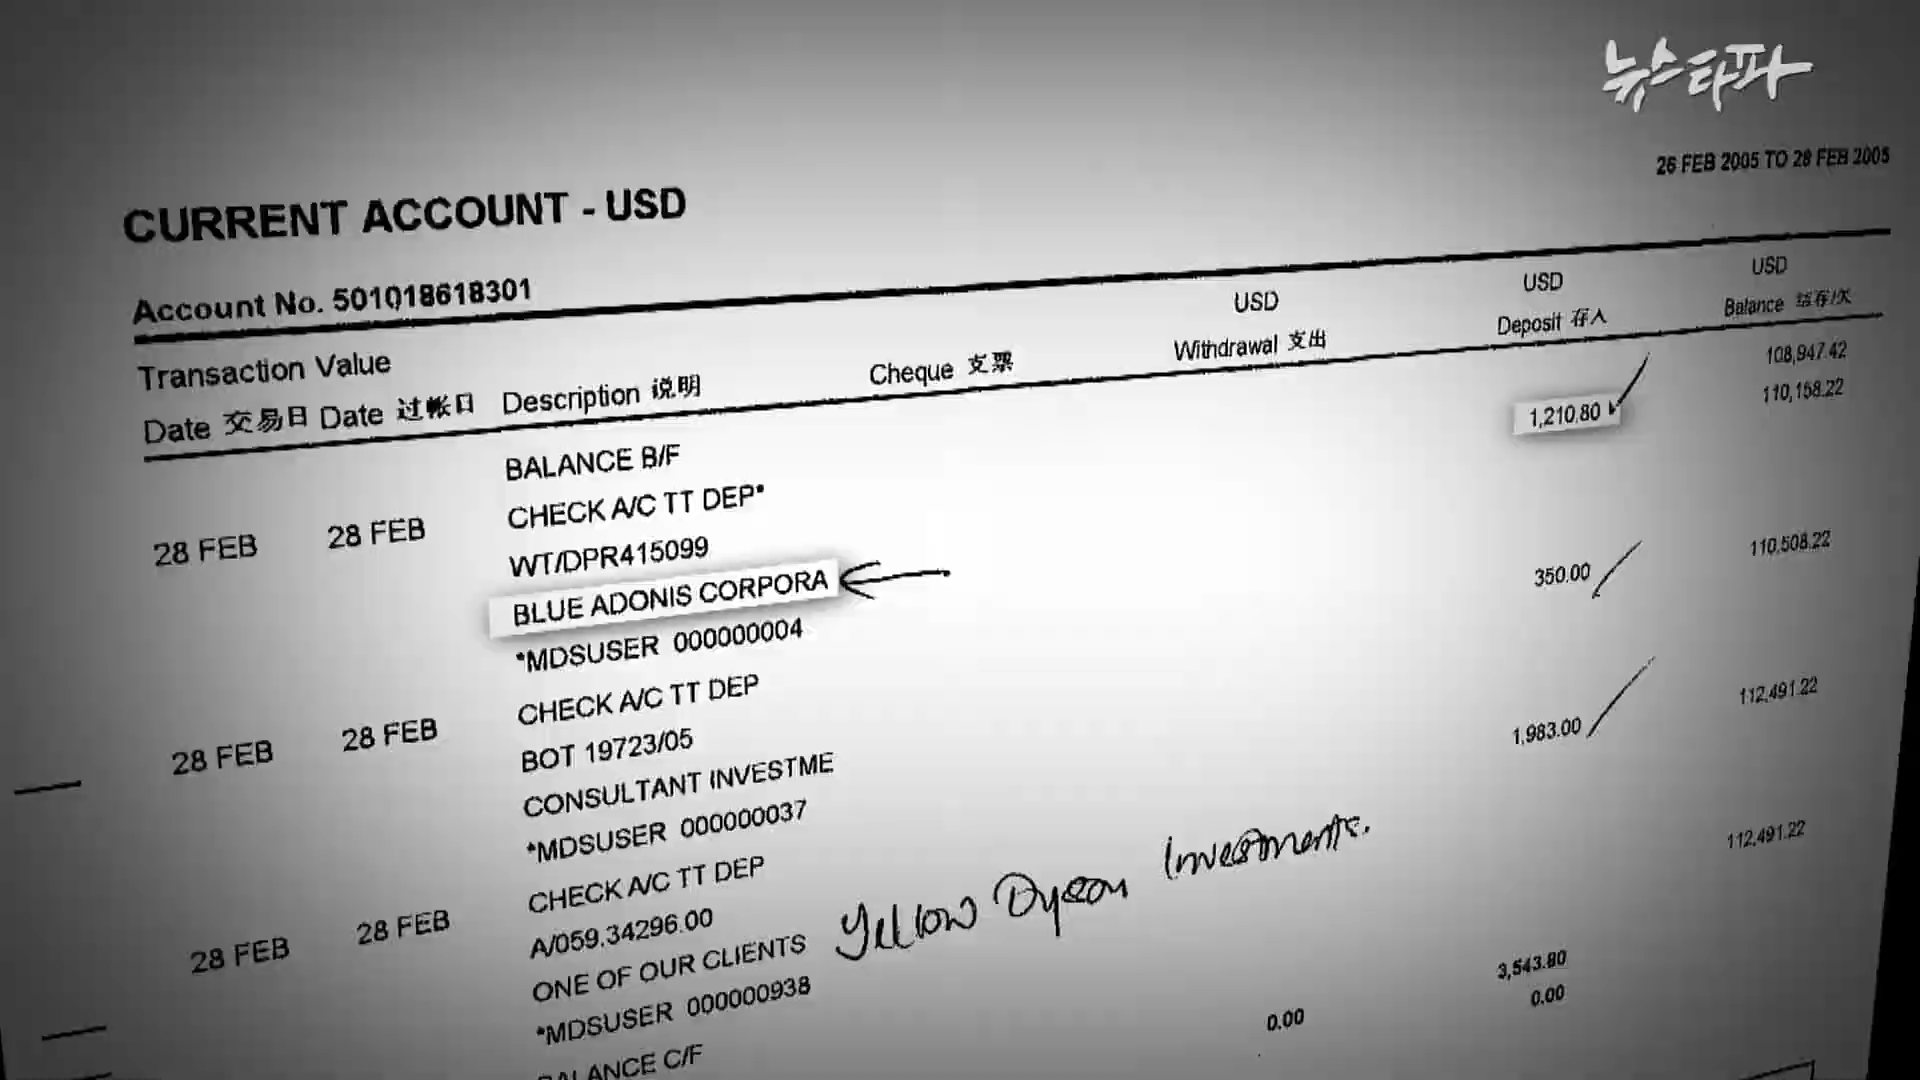 뉴스타파
26 FEB 2005 TO 28 FEB 2005
CURRENT ACCOUNT - USD
Account No. 501018618301
USD USD USD
Transaction Value
Date 交易日 Date 过帐日 Description 说明 Cheque 支票 Withdrawal 支出 Deposit 存入 Balance 结存/欠
BALANCE B/F 108,947.42
28 FEB 28 FEB CHECK A/C TT DEP* 1,210.80 110,158.22
WT/DPR415099
BLUE ADONIS CORPORA
*MDSUSER 000000004
28 FEB 28 FEB CHECK A/C TT DEP 350.00 110,508.22
BOT 19723/05
CONSULTANT INVESTME
*MDSUSER 000000037
28 FEB 28 FEB CHECK A/C TT DEP 1,983.00 112,491.22
A/059.34296.00
ONE OF OUR CLIENTS Yellow Dyson Investments.
*MDSUSER 000000938
BALANCE C/F 112,491.22
3,543.80
0.00 0.00